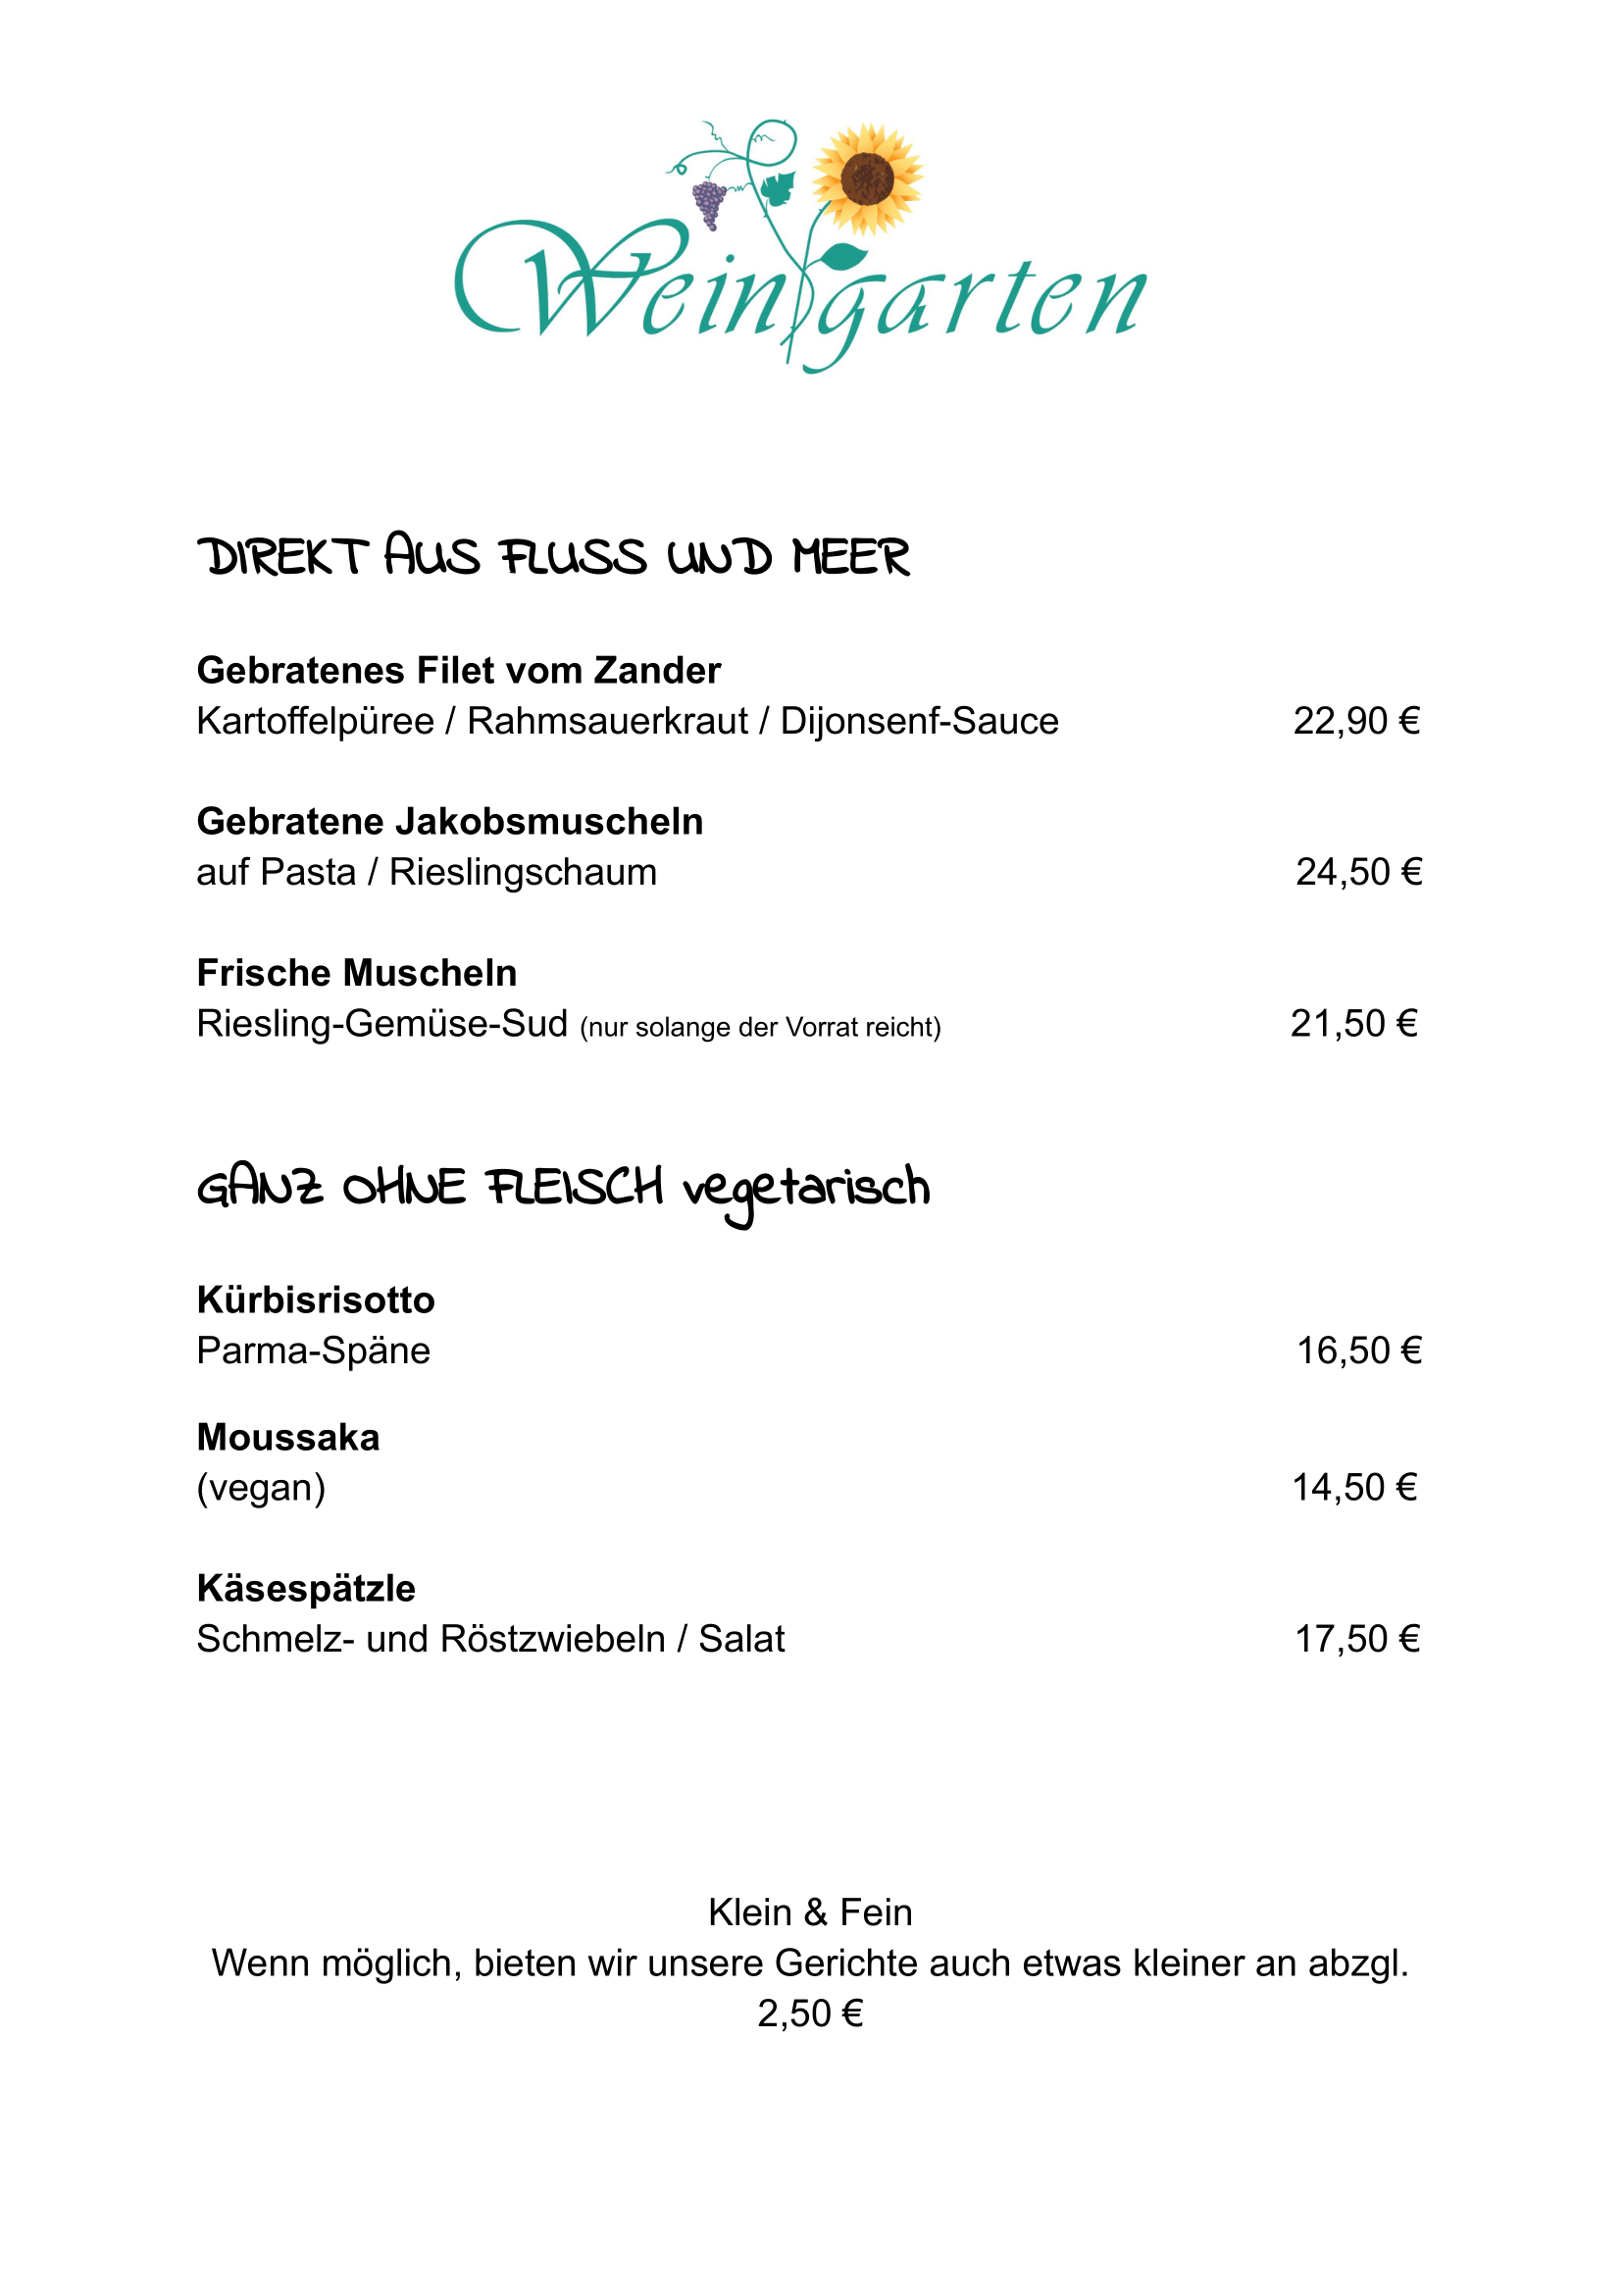 Weingarten
DIREKT AUS FLUSS UND MEER
Gebratenes Filet vom Zander
Kartoffelpüree / Rahmsauerkraut / Dijonsenf-Sauce 22,90 €
Gebratene Jakobsmuscheln
auf Pasta / Rieslingschaum 24,50 €
Frische Muscheln
Riesling-Gemüse-Sud (nur solange der Vorrat reicht) 21,50 €
GANZ OHNE FLEISCH vegetarisch
Kürbisrisotto
Parma-Späne 16,50 €
Moussaka
(vegan) 14,50 €
Käsespätzle
Schmelz- und Röstzwiebeln / Salat 17,50 €
Klein & Fein
Wenn möglich, bieten wir unsere Gerichte auch etwas kleiner an abzgl.
2,50 €